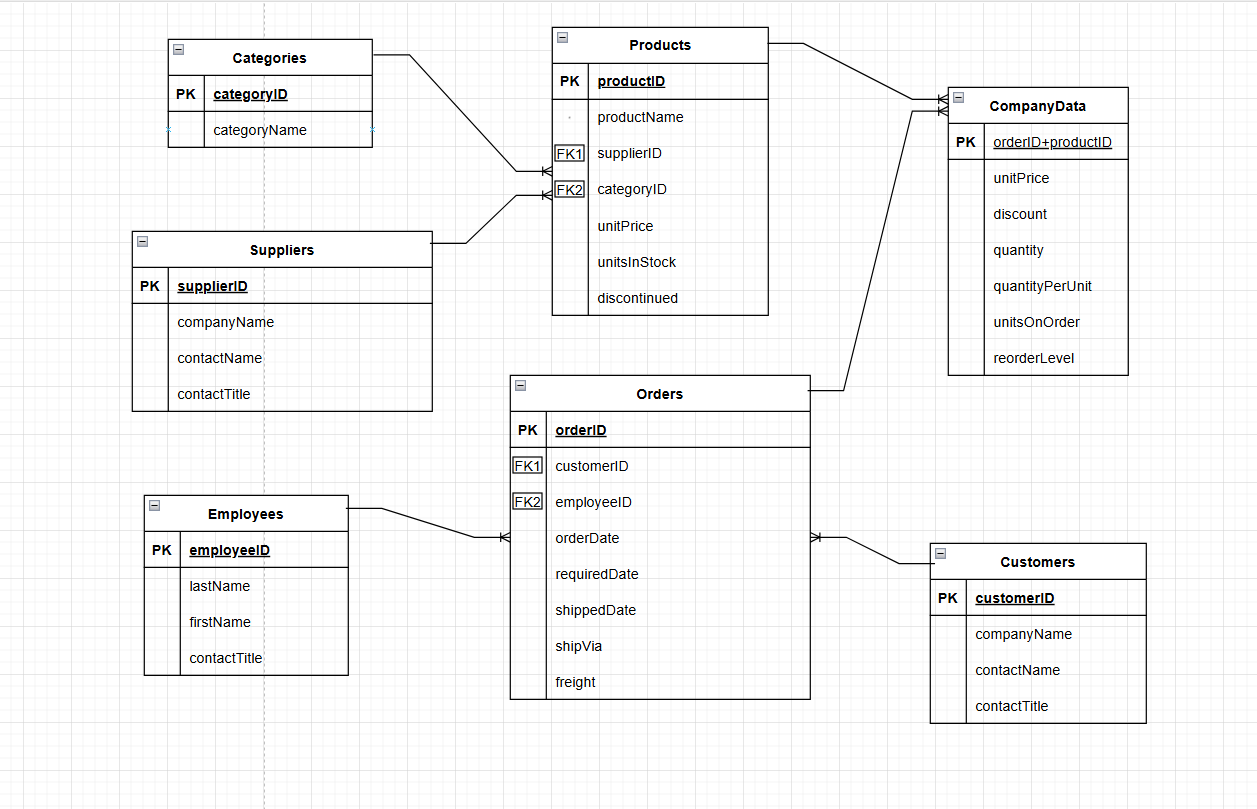 Categories
PK categoryID
categoryName
Products
PK productID
productName
FK1 supplierID
FK2 categoryID
unitPrice
unitsInStock
discontinued
CompanyData
PK orderID+productID
unitPrice
discount
quantity
quantityPerUnit
unitsOnOrder
reorderLevel
Suppliers
PK supplierID
companyName
contactName
contactTitle
Orders
PK orderID
FK1 customerID
FK2 employeeID
orderDate
requiredDate
shippedDate
shipVia
freight
Employees
PK employeeID
lastName
firstName
contactTitle
Customers
PK customerID
companyName
contactName
contactTitle